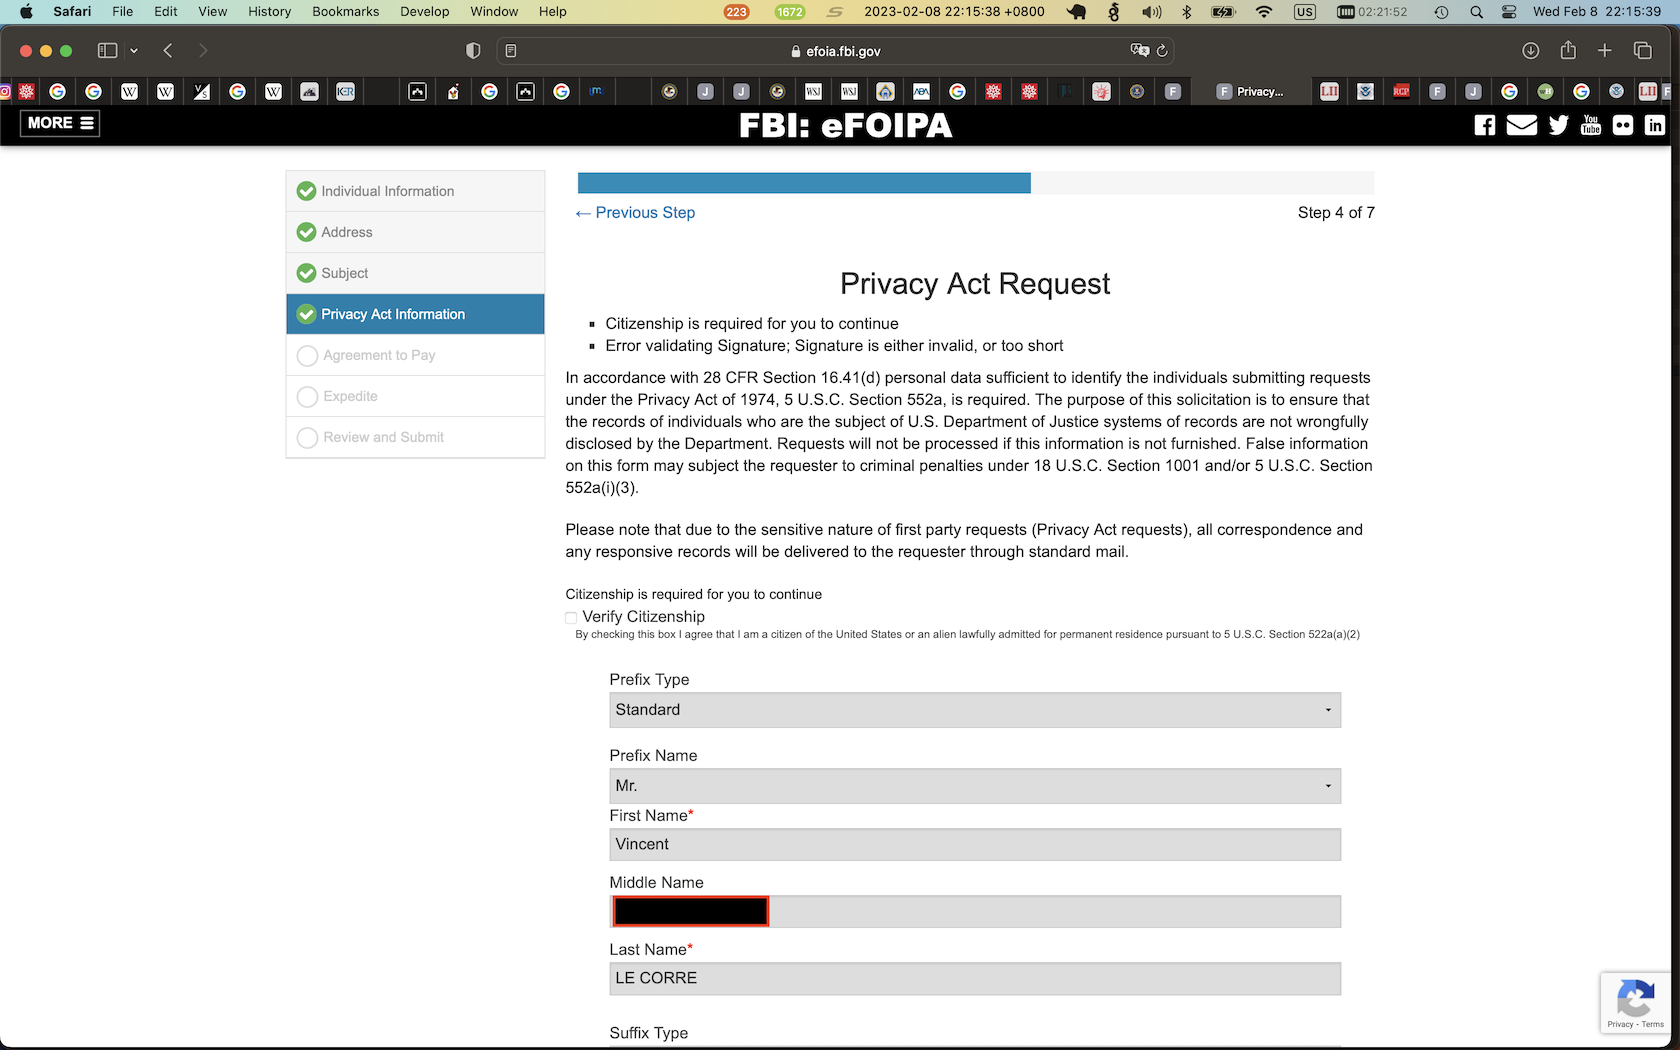 Safari File Edit View History Bookmarks Develop Window Help 223 1672 2023-02-08 22:15:38 +0800 US 02:21:52 Wed Feb 8 22:15:39
efoia.fbi.gov
Privacy...
MORE
FBI: eFOIPA
Individual Information
Address
Subject
Privacy Act Information
Agreement to Pay
Expedite
Review and Submit
← Previous Step
Step 4 of 7
Privacy Act Request
Citizenship is required for you to continue
Error validating Signature; Signature is either invalid, or too short
In accordance with 28 CFR Section 16.41(d) personal data sufficient to identify the individuals submitting requests
under the Privacy Act of 1974, 5 U.S.C. Section 552a, is required. The purpose of this solicitation is to ensure that
the records of individuals who are the subject of U.S. Department of Justice systems of records are not wrongfully
disclosed by the Department. Requests will not be processed if this information is not furnished. False information
on this form may subject the requester to criminal penalties under 18 U.S.C. Section 1001 and/or 5 U.S.C. Section
552a(i)(3).
Please note that due to the sensitive nature of first party requests (Privacy Act requests), all correspondence and
any responsive records will be delivered to the requester through standard mail.
Citizenship is required for you to continue
Verify Citizenship
By checking this box I agree that I am a citizen of the United States or an alien lawfully admitted for permanent residence pursuant to 5 U.S.C. Section 522a(a)(2)
Prefix Type
Standard
Prefix Name
Mr.
First Name*
Vincent
Middle Name
Last Name*
LE CORRE
Suffix Type
Privacy - Terms